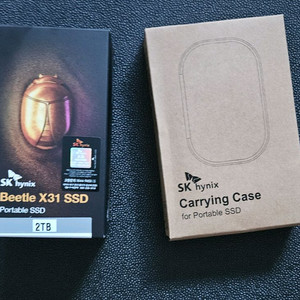 SK hynix
Beetle X31 SSD
Portable SSD
2TB
SK hynix
Carrying Case
for Portable SSD